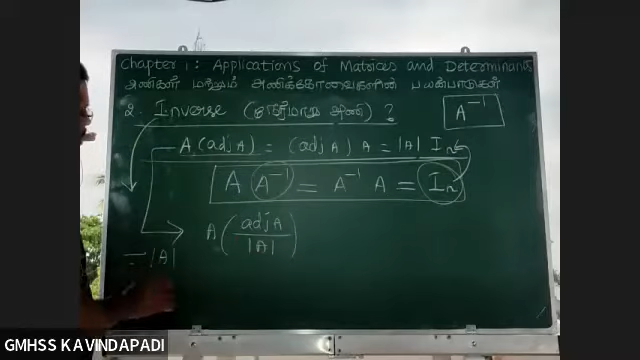 Chapter 1: Applications of Matrices and Determinants
அணிகள் மற்றும் அணிக்கோவைகளின் பயன்பாடுகள்
2. Inverse (நேர்மாறு அணி) ? A⁻¹
A (adj A) = (adj A) A = |A| Iₙ
A (A⁻¹) = A⁻¹ A = Iₙ
A (adj A / |A|)
÷ |A|
GMHSS KAVINDAPADI